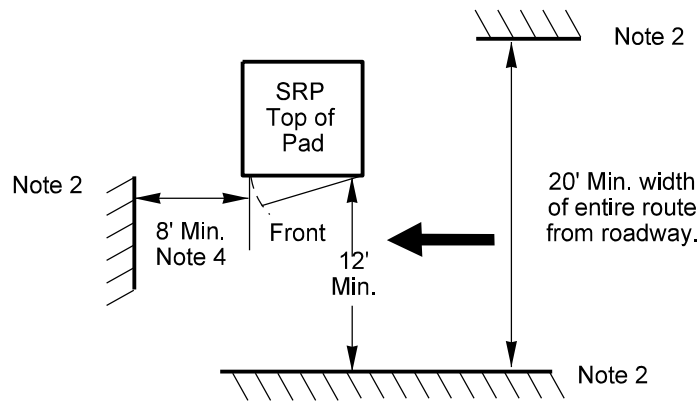 Note 2
SRP
Top of
Pad
Note 2
8' Min.
Note 4
Front
12'
Min.
20' Min. width
of entire route
from roadway.
Note 2